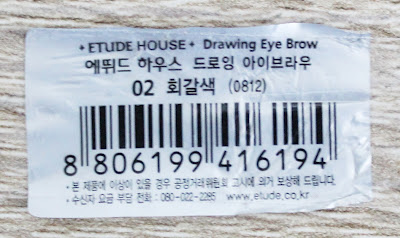 + ETUDE HOUSE + Drawing Eye Brow
에뛰드 하우스 드로잉 아이브라우
02 회갈색 (0812)
8 806199 416194
• 본 제품에 이상이 있을 경우 공정거래위원회 고시에 의거 보상해 드립니다.
• 수신자 요금 부담 전화 : 080-022-2285 www.etude.co.kr